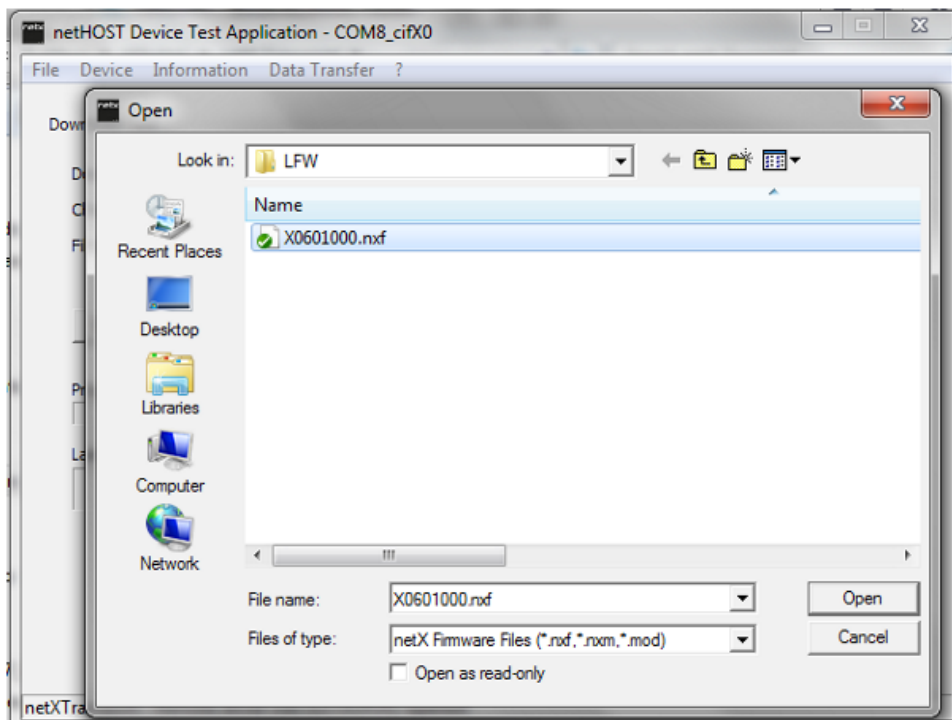 netHOST Device Test Application - COM8_cifX0
File Device Information Data Transfer ?
Open
Look in: LFW
Name
X0601000.nxf
Recent Places
Desktop
Libraries
Computer
Network
File name: X0601000.nxf Open
Files of type: netX Firmware Files (*.nxf,*.nxm,*.mod) Cancel
Open as read-only